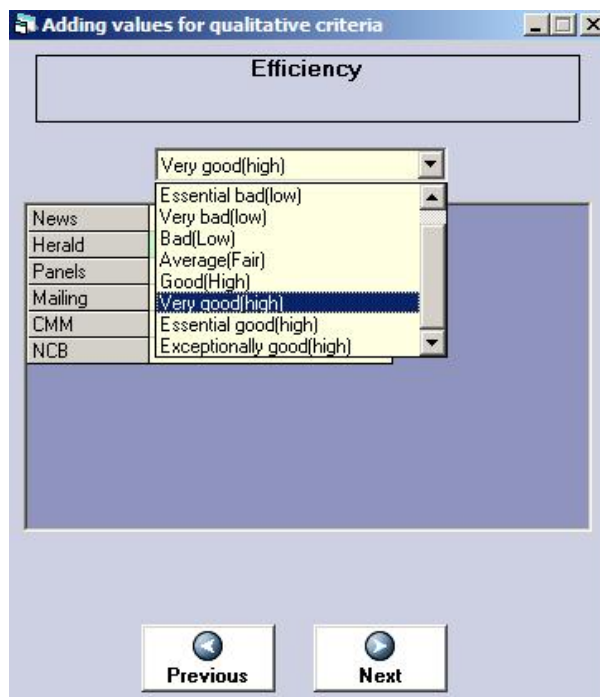 Adding values for qualitative criteria
Efficiency
Very good(high)
Essential bad(low)
Very bad(low)
Bad(Low)
Average(Fair)
Good(High)
Very good(high)
Essential good(high)
Exceptionally good(high)
News
Herald
Panels
Mailing
CMM
NCB
Previous
Next